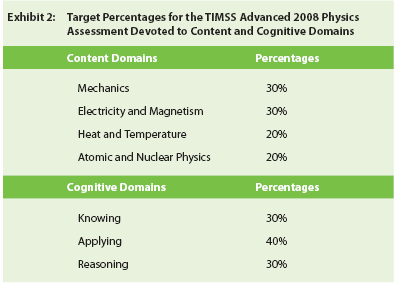 Exhibit 2: Target Percentages for the TIMSS Advanced 2008 Physics
Assessment Devoted to Content and Cognitive Domains
Content Domains Percentages
Mechanics 30%
Electricity and Magnetism 30%
Heat and Temperature 20%
Atomic and Nuclear Physics 20%
Cognitive Domains Percentages
Knowing 30%
Applying 40%
Reasoning 30%